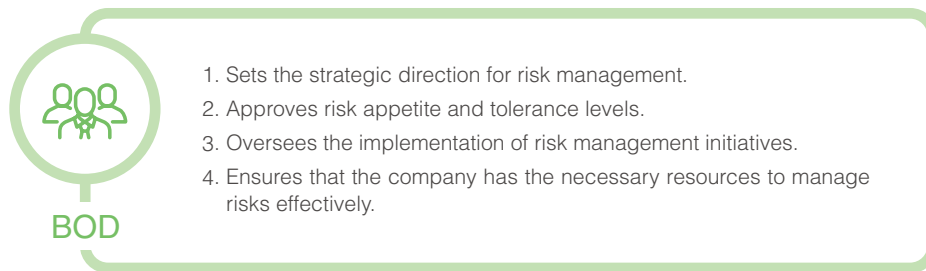 1. Sets the strategic direction for risk management.
2. Approves risk appetite and tolerance levels.
3. Oversees the implementation of risk management initiatives.
4. Ensures that the company has the necessary resources to manage
risks effectively.
BOD